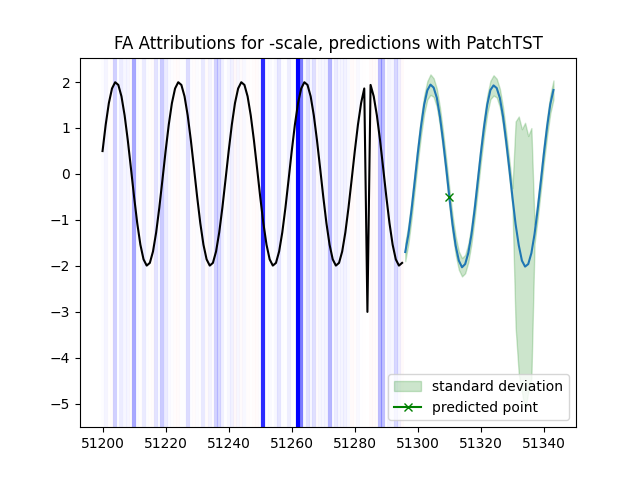 FA Attributions for -scale, predictions with PatchTST
2
1
0
−1
−2
−3
−4
−5
standard deviation
predicted point
51200 51220 51240 51260 51280 51300 51320 51340